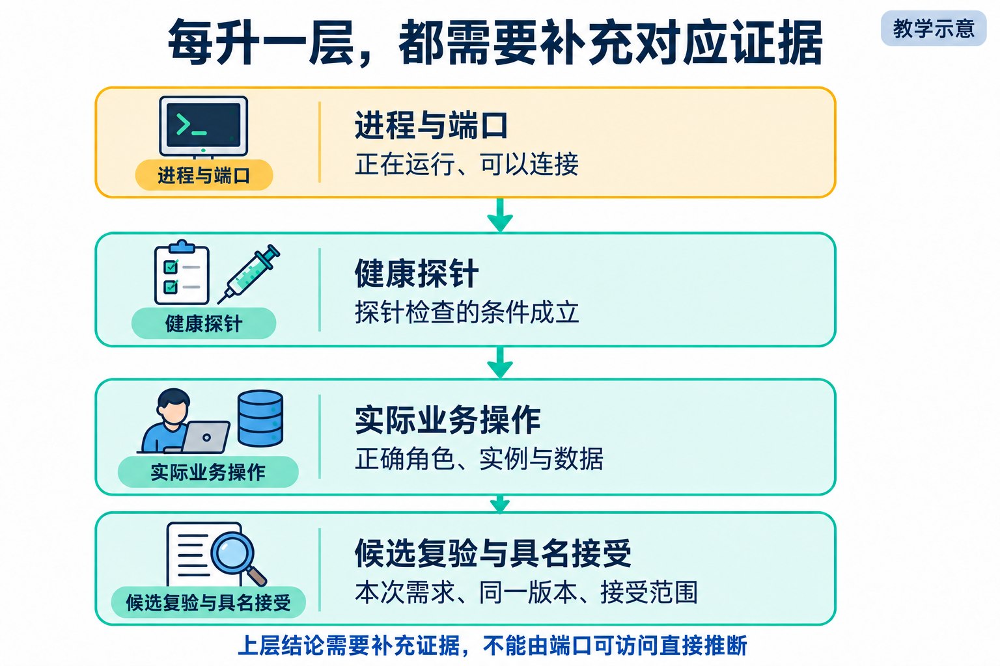 每升一层，都需要补充对应证据
教学示意
>_
进程与端口
进程与端口
正在运行、可以连接
健康探针
健康探针
探针检查的条件成立
实际业务操作
实际业务操作
正确角色、实例与数据
候选复验与具名接受
候选复验与具名接受
本次需求、同一版本、接受范围
上层结论需要补充证据，不能由端口可访问直接推断